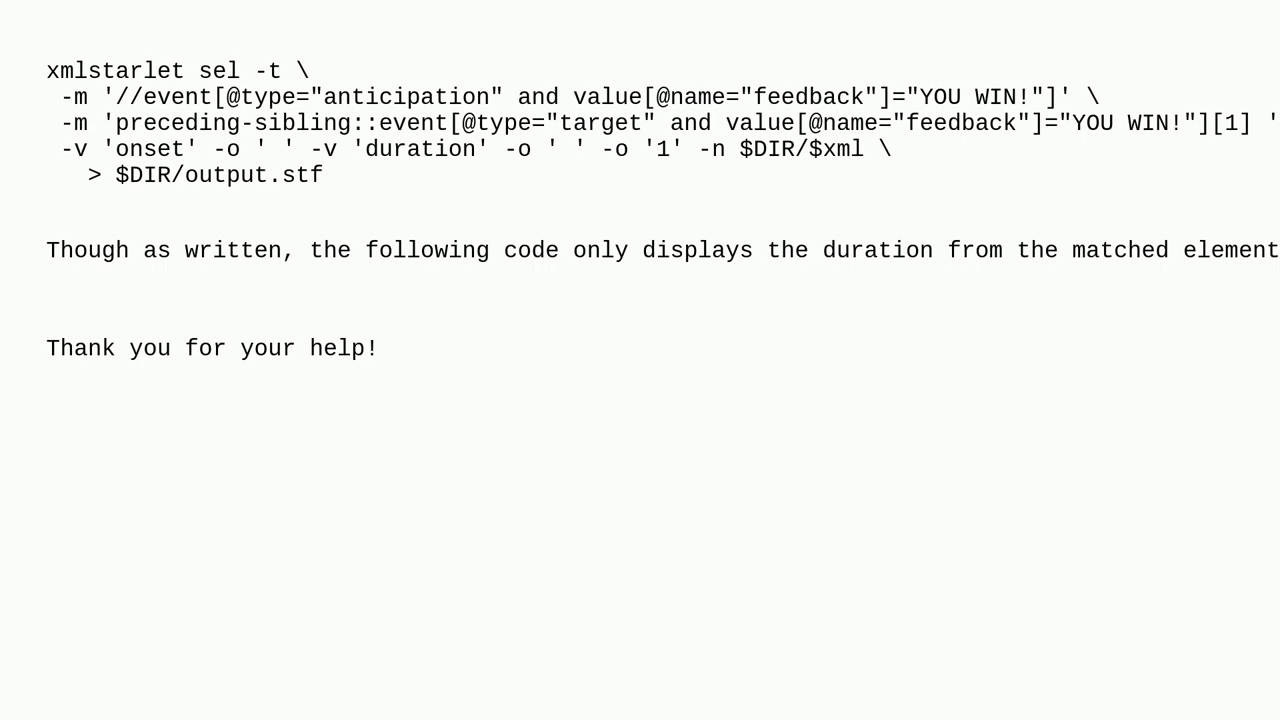 xmlstarlet sel -t \
-m '//event[@type="anticipation" and value[@name="feedback"]="YOU WIN!"]' \
-m 'preceding-sibling::event[@type="target" and value[@name="feedback"]="YOU WIN!"][1] '
-v 'onset' -o ' ' -v 'duration' -o ' ' -o '1' -n $DIR/$xml \
> $DIR/output.stf
Though as written, the following code only displays the duration from the matched element
Thank you for your help!